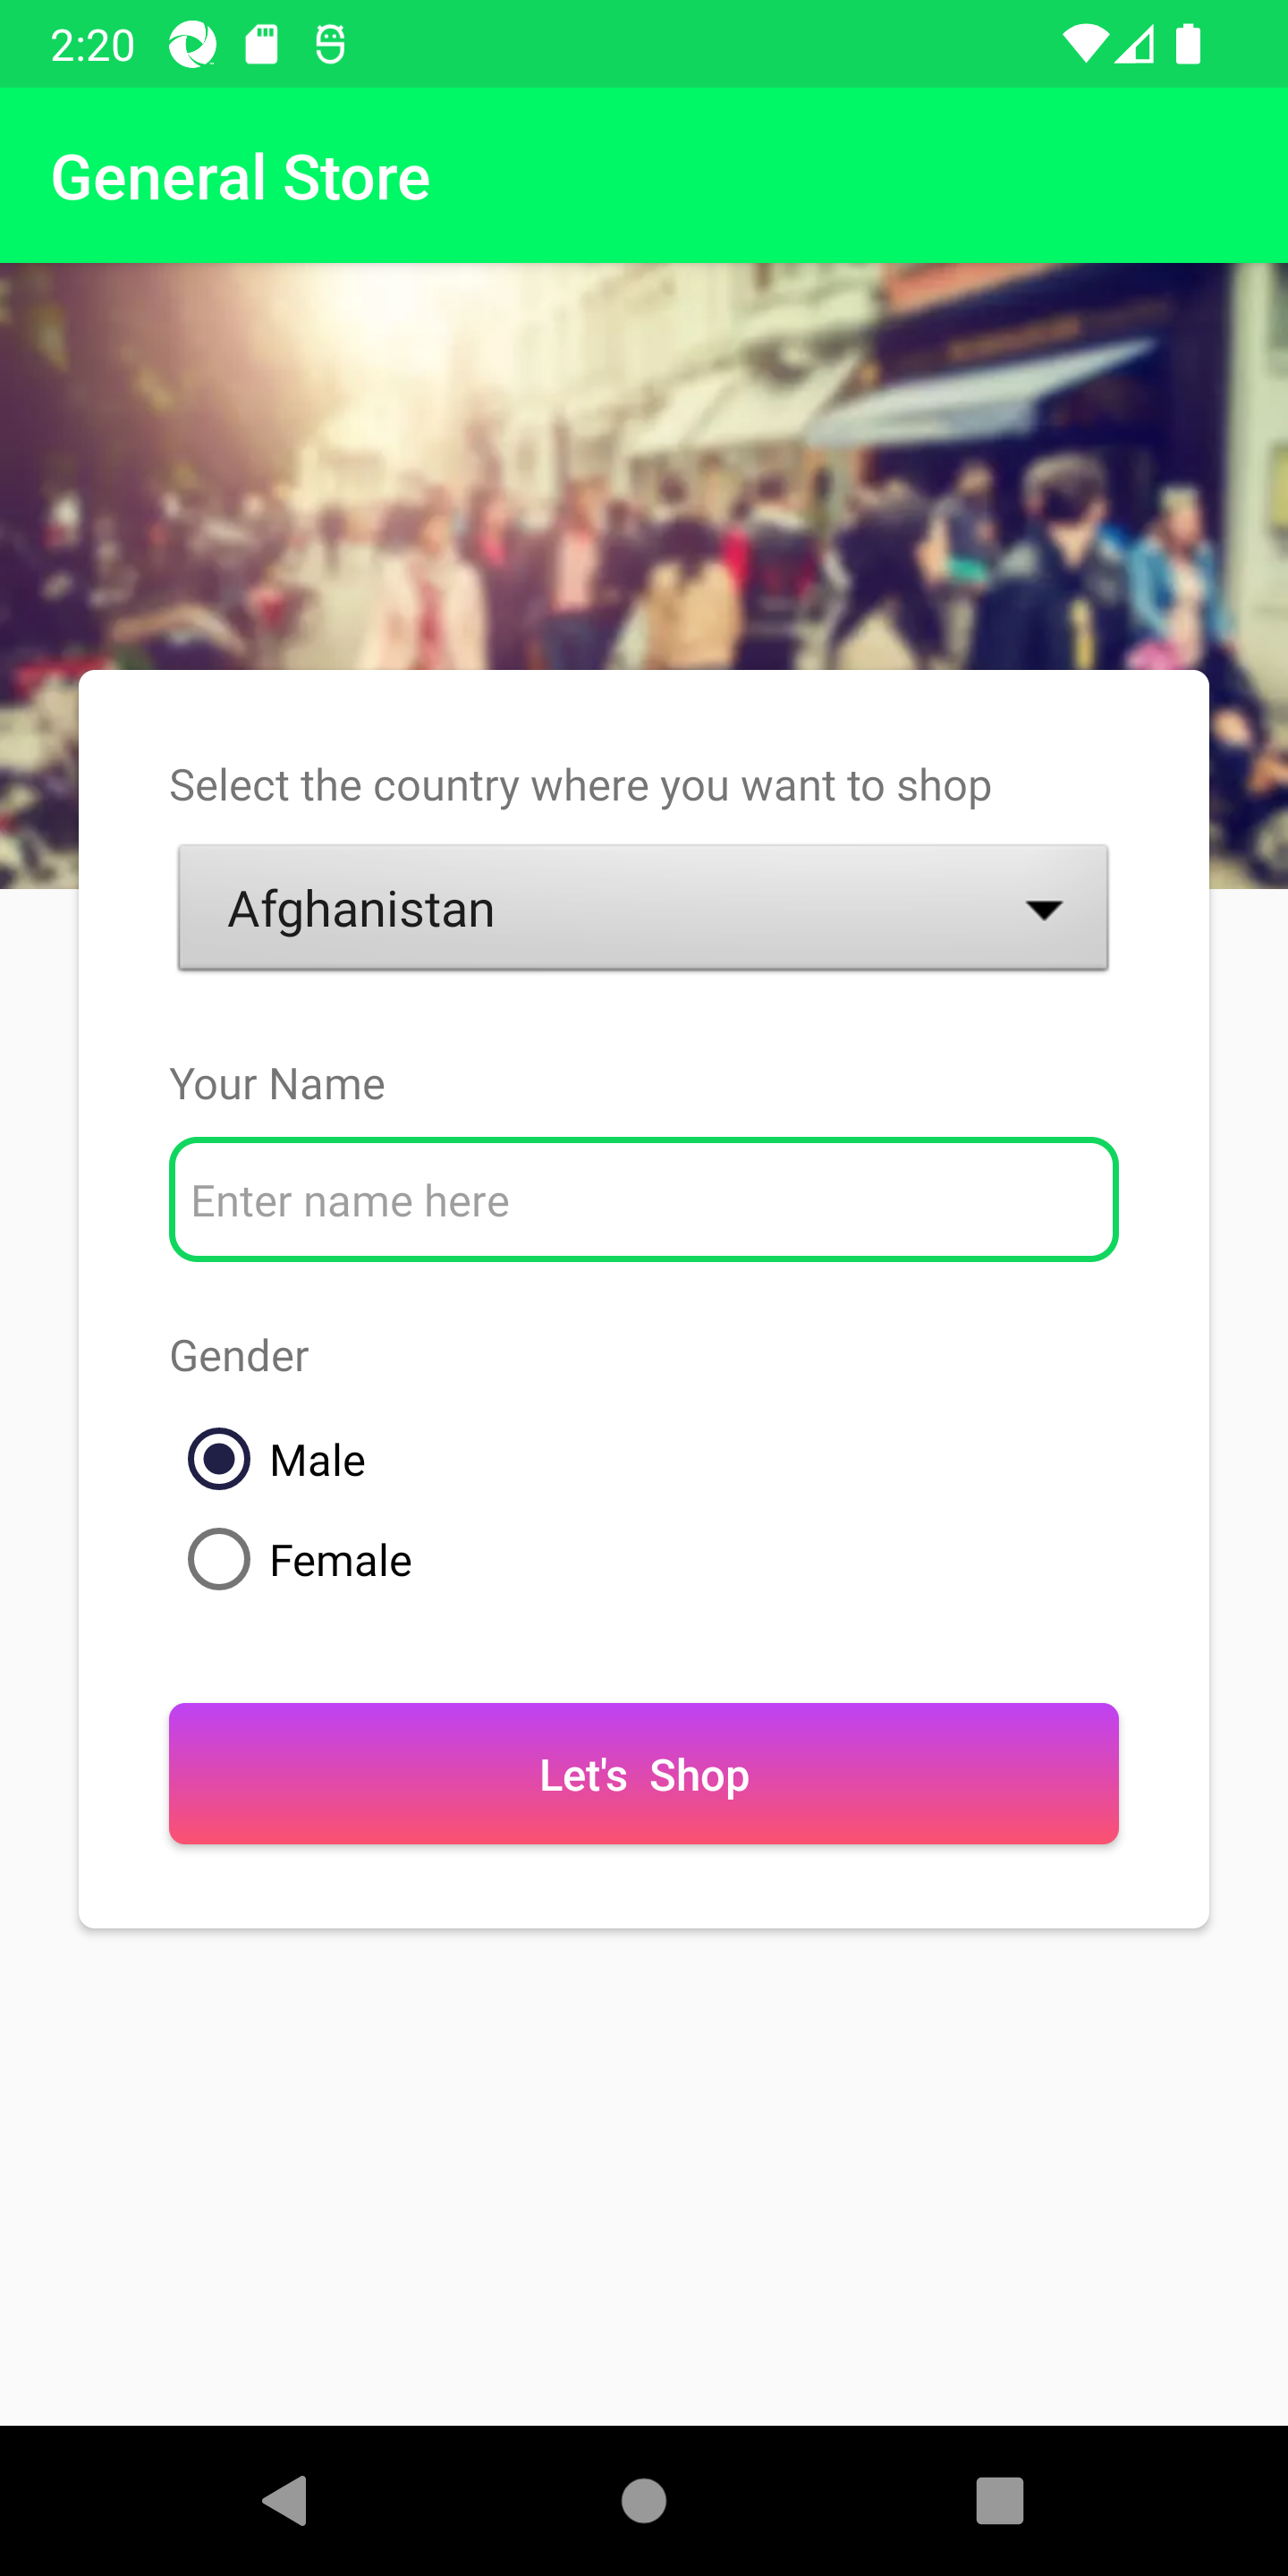 2:20
General Store
Select the country where you want to shop
Afghanistan
Your Name
Enter name here
Gender
Male
Female
Let's  Shop